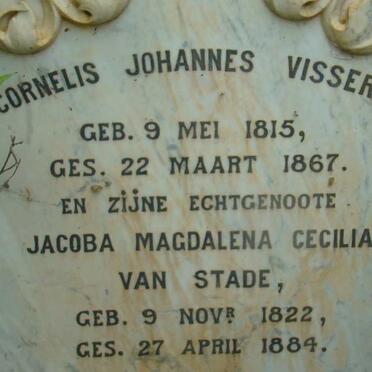 CORNELIS JOHANNES VISSER
GEB. 9 MEI 1815,
GES. 22 MAART 1867.
EN ZIJNE ECHTGENOOTE
JACOBA MAGDALENA CECILIA
VAN STADE,
GEB. 9 NOVR. 1822,
GES. 27 APRIL 1884.